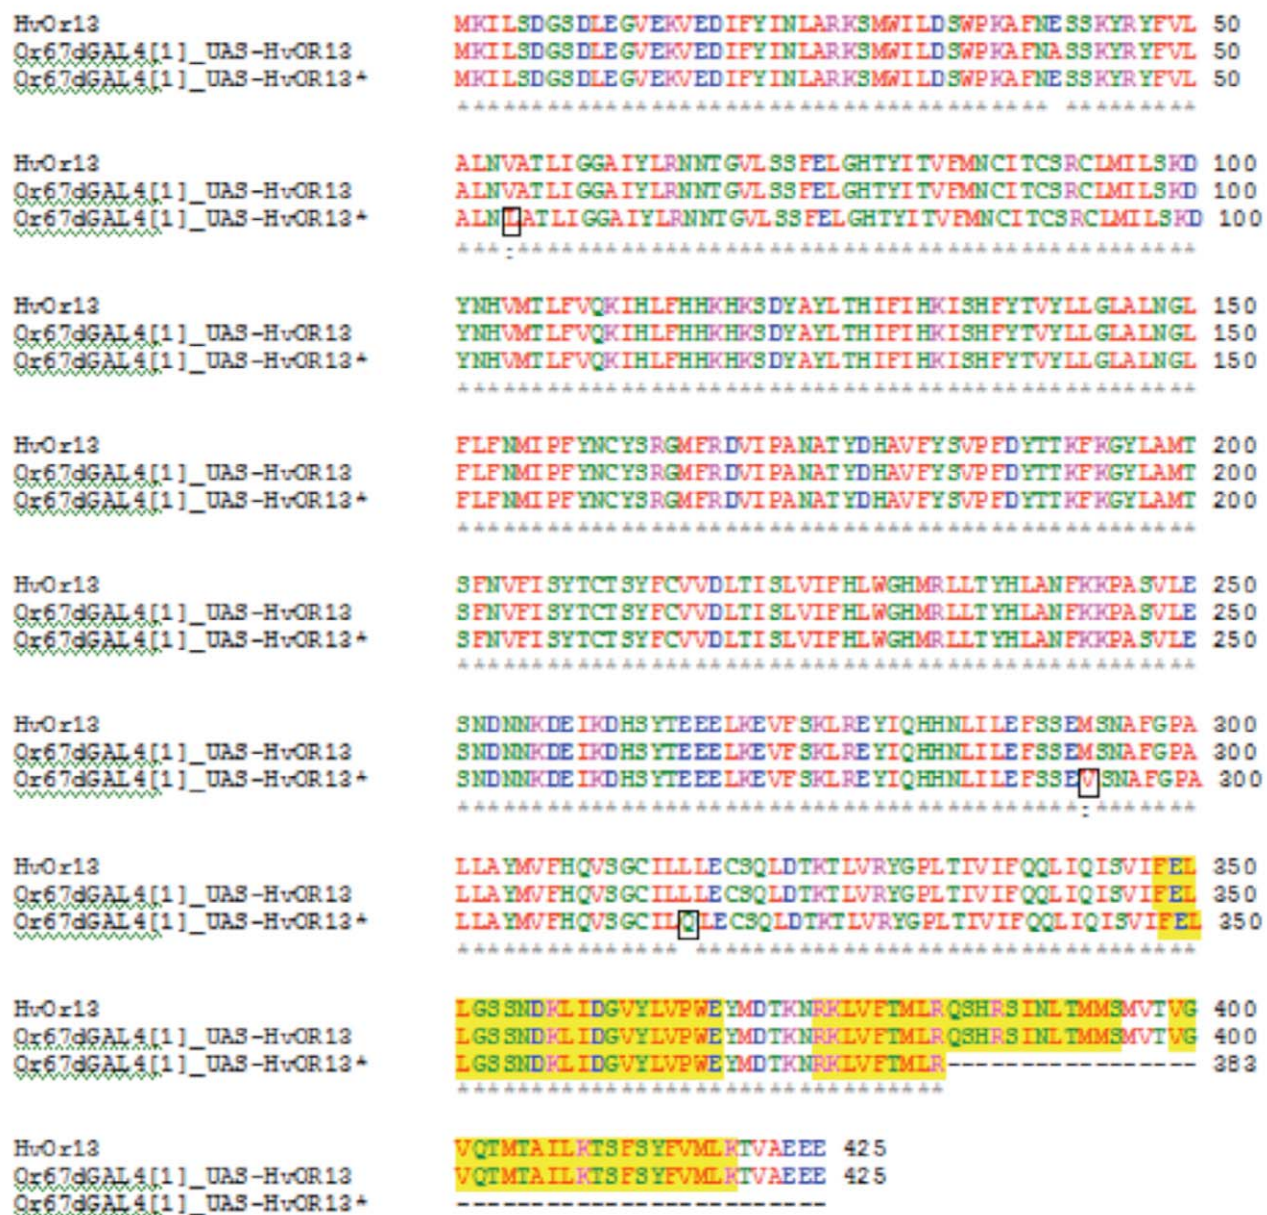 HvOr13 MKILSDGSDLEGVEKVEDIFYINLARKSMWILDSWPKAFNESSKYRYFVL 50
Or67dGAL4[1]_UAS-HvOR13 MKILSDGSDLEGVEKVEDIFYINLARKSMWILDSWPKAFNASSKYRYFVL 50
Or67dGAL4[1]_UAS-HvOR13* MKILSDGSDLEGVEKVEDIFYINLARKSMWILDSWPKAFNASSKYRYFVL 50
**************************************** *********
HvOr13 ALNVATLIGGAIYLRNNTGVLSSFELGHTYITVFMNCITCSRCLMILSKD 100
Or67dGAL4[1]_UAS-HvOR13 ALNVATLIGGAIYLRNNTGVLSSFELGHTYITVFMNCITCSRCLMILSKD 100
Or67dGAL4[1]_UAS-HvOR13* ALNLATLIGGAIYLRNNTGVLSSFELGHTYITVFMNCITCSRCLMILSKD 100
***:**********************************************
HvOr13 YNHVMTLFVQKIHLFHHKHKSDYAYLTHIFIHKISHFYTVYLLGLALNGL 150
Or67dGAL4[1]_UAS-HvOR13 YNHVMTLFVQKIHLFHHKHKSDYAYLTHIFIHKISHFYTVYLLGLALNGL 150
Or67dGAL4[1]_UAS-HvOR13* YNHVMTLFVQKIHLFHHKHKSDYAYLTHIFIHKISHFYTVYLLGLALNGL 150
**************************************************
HvOr13 FLFNMIPFYNCYSRGMFRDVIPANATYDHAVFYSVPFDYTTKFKGYLAMT 200
Or67dGAL4[1]_UAS-HvOR13 FLFNMIPFYNCYSRGMFRDVIPANATYDHAVFYSVPFDYTTKFKGYLAMT 200
Or67dGAL4[1]_UAS-HvOR13* FLFNMIPFYNCYSRGMFRDVIPANATYDHAVFYSVPFDYTTKFKGYLAMT 200
**************************************************
HvOr13 SFNVFISYTCTSYFCVVDLTISLVIFHLWGHMRLLTYHLANFKKPASVLE 250
Or67dGAL4[1]_UAS-HvOR13 SFNVFISYTCTSYFCVVDLTISLVIFHLWGHMRLLTYHLANFKKPASVLE 250
Or67dGAL4[1]_UAS-HvOR13* SFNVFISYTCTSYFCVVDLTISLVIFHLWGHMRLLTYHLANFKKPASVLE 250
**************************************************
HvOr13 SNDNNKDEIKDHSYTEEELKEVFSKLREYIQHHNLILEFSSEMSNAFGPA 300
Or67dGAL4[1]_UAS-HvOR13 SNDNNKDEIKDHSYTEEELKEVFSKLREYIQHHNLILEFSSEMSNAFGPA 300
Or67dGAL4[1]_UAS-HvOR13* SNDNNKDEIKDHSYTEEELKEVFSKLREYIQHHNLILEFSSEVSNAFGPA 300
******************************************:*******
HvOr13 LLAYMVFHQVSGCILLLECSQLDTKTLVRYGPLTIVIFQQLIQISVIFEL 350
Or67dGAL4[1]_UAS-HvOR13 LLAYMVFHQVSGCILLLECSQLDTKTLVRYGPLTIVIFQQLIQISVIFEL 350
Or67dGAL4[1]_UAS-HvOR13* LLAYMVFHQVSGCILQLECSQLDTKTLVRYGPLTIVIFQQLIQISVIFEL 350
*************** **********************************
HvOr13 LGSSNDKLIDGVYLVPWEYMDTKNRKLVFTMLRQSHRSINLTMMSMVTVG 400
Or67dGAL4[1]_UAS-HvOR13 LGSSNDKLIDGVYLVPWEYMDTKNRKLVFTMLRQSHRSINLTMMSMVTVG 400
Or67dGAL4[1]_UAS-HvOR13* LGSSNDKLIDGVYLVPWEYMDTKNRKLVFTMLR----------------- 383
*********************************
HvOr13 VQTMTAILKTSFSYFVMLKTVAEEE 425
Or67dGAL4[1]_UAS-HvOR13 VQTMTAILKTSFSYFVMLKTVAEEE 425
Or67dGAL4[1]_UAS-HvOR13* -------------------------